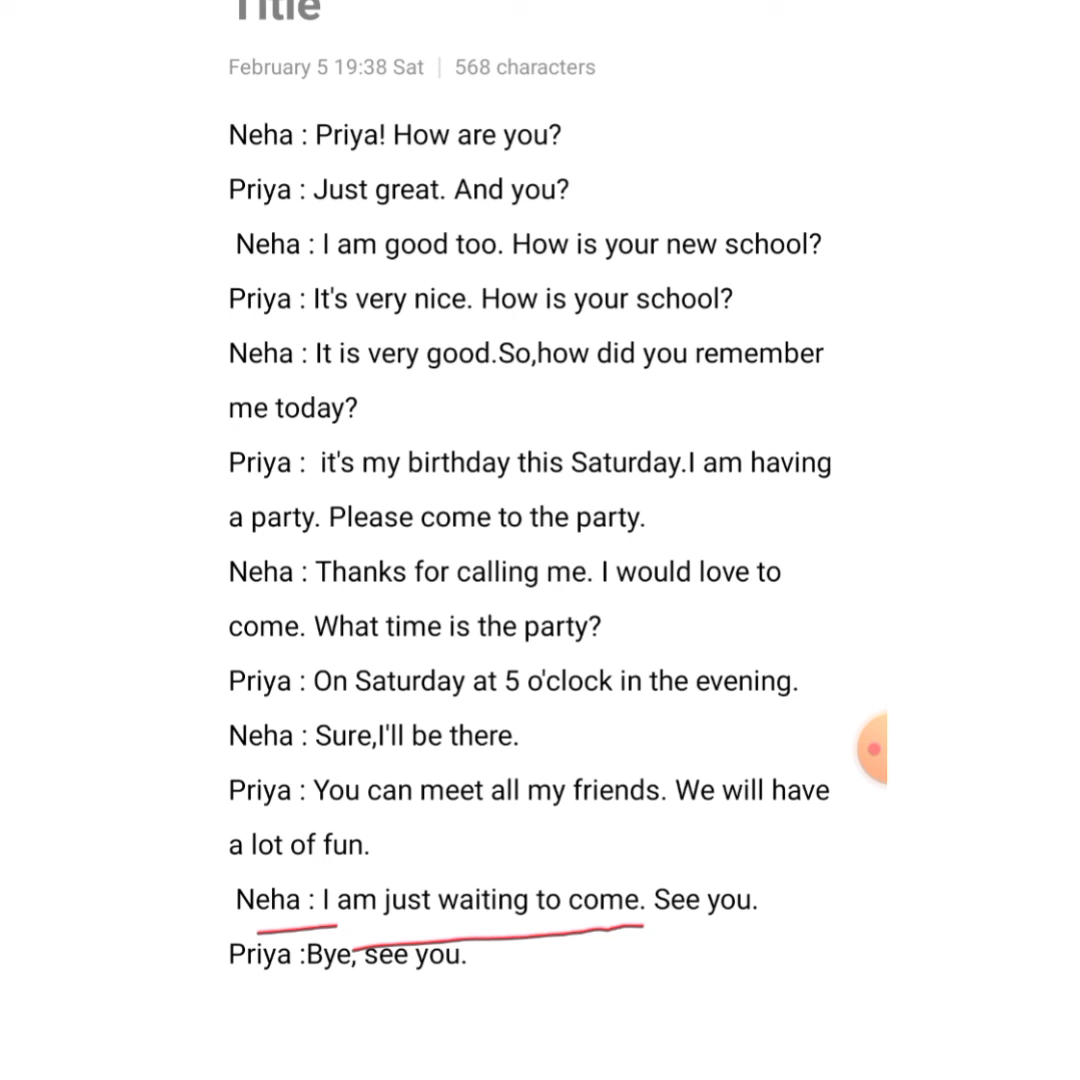 Title
February 5 19:38 Sat | 568 characters
Neha : Priya! How are you?
Priya : Just great. And you?
Neha : I am good too. How is your new school?
Priya : It's very nice. How is your school?
Neha : It is very good.So,how did you remember
me today?
Priya :  it's my birthday this Saturday.I am having
a party. Please come to the party.
Neha : Thanks for calling me. I would love to
come. What time is the party?
Priya : On Saturday at 5 o'clock in the evening.
Neha : Sure,I'll be there.
Priya : You can meet all my friends. We will have
a lot of fun.
Neha : I am just waiting to come. See you.
Priya :Bye, see you.